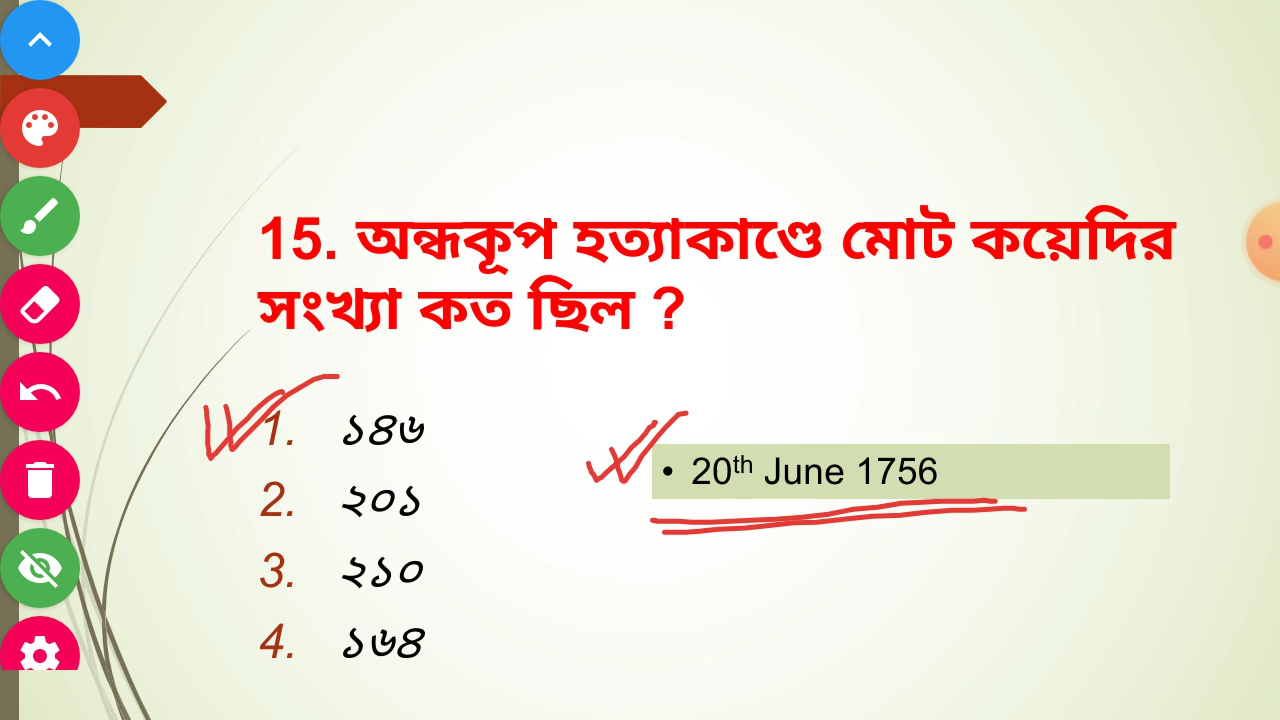 15. অন্ধকূপ হত্যাকাণ্ডে মোট কয়েদির
সংখ্যা কত ছিল ?
1. ১৪৬
2. ২০১
3. ২১০
4. ১৬৪
• 20th June 1756